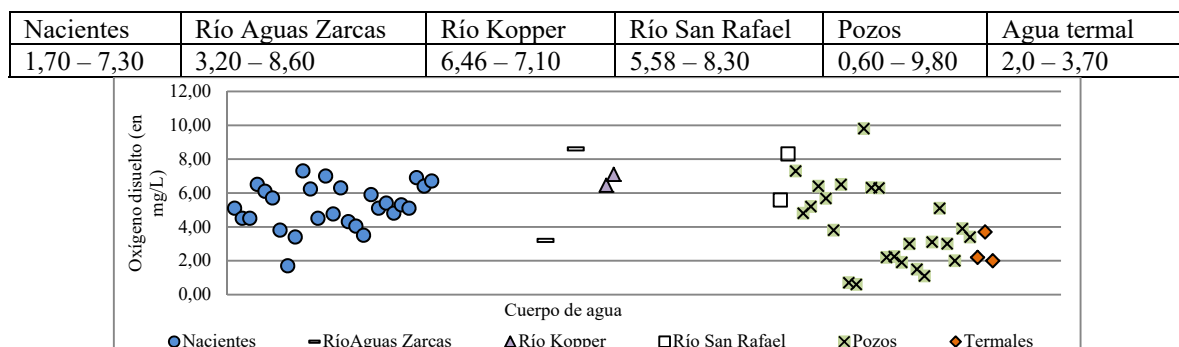 Nacientes Río Aguas Zarcas Río Kopper Río San Rafael Pozos Agua termal
1,70 – 7,30 3,20 – 8,60 6,46 – 7,10 5,58 – 8,30 0,60 – 9,80 2,0 – 3,70
Oxígeno disuelto (en
mg/L)
12,00
10,00
8,00
6,00
4,00
2,00
0,00
Cuerpo de agua
Nacientes RíoAguas Zarcas Río Kopper Río San Rafael Pozos Termales